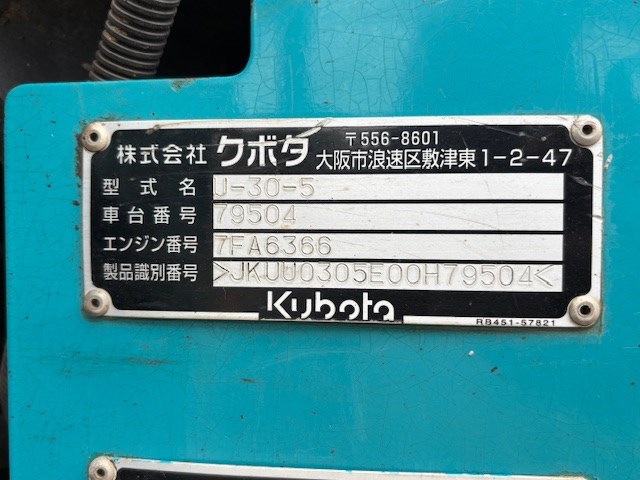 株式会社 クボタ 〒556-8601
大阪市浪速区敷津東1-2-47
型式名 U-30-5
車台番号 79504
エンジン番号 7FA6366
製品識別番号 >JKUU0305E00H79504<
Kubota
RB451-57821